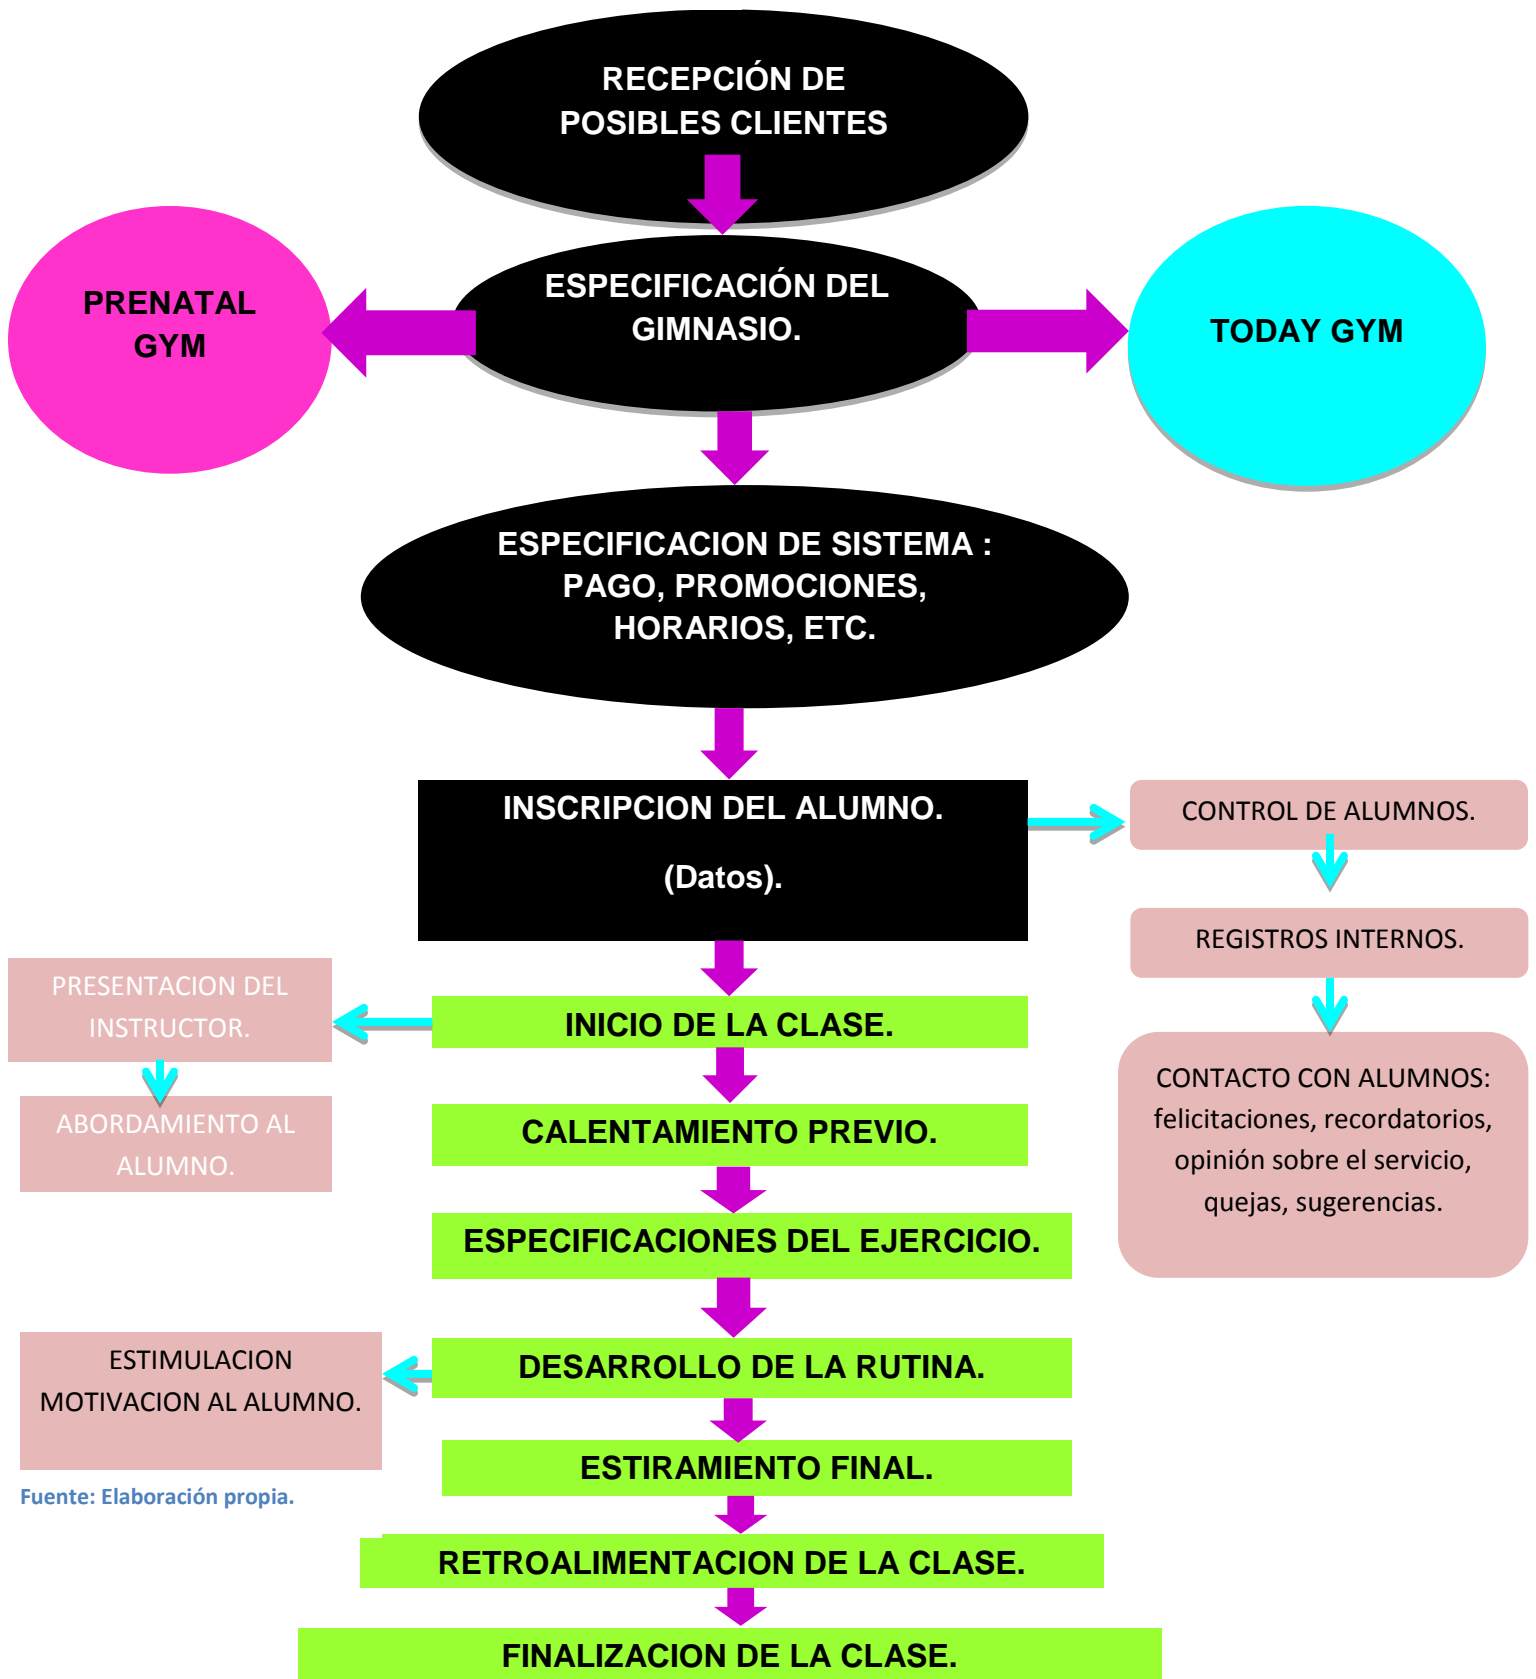 RECEPCIÓN DE
POSIBLES CLIENTES
ESPECIFICACIÓN DEL
GIMNASIO.
PRENATAL
GYM
TODAY GYM
ESPECIFICACION DE SISTEMA :
PAGO, PROMOCIONES,
HORARIOS, ETC.
INSCRIPCION DEL ALUMNO.
(Datos).
CONTROL DE ALUMNOS.
REGISTROS INTERNOS.
CONTACTO CON ALUMNOS:
felicitaciones, recordatorios,
opinión sobre el servicio,
quejas, sugerencias.
INICIO DE LA CLASE.
PRESENTACION DEL
INSTRUCTOR.
ABORDAMIENTO AL
ALUMNO.
CALENTAMIENTO PREVIO.
ESPECIFICACIONES DEL EJERCICIO.
DESARROLLO DE LA RUTINA.
ESTIMULACION
MOTIVACION AL ALUMNO.
ESTIRAMIENTO FINAL.
Fuente: Elaboración propia.
RETROALIMENTACION DE LA CLASE.
FINALIZACION DE LA CLASE.